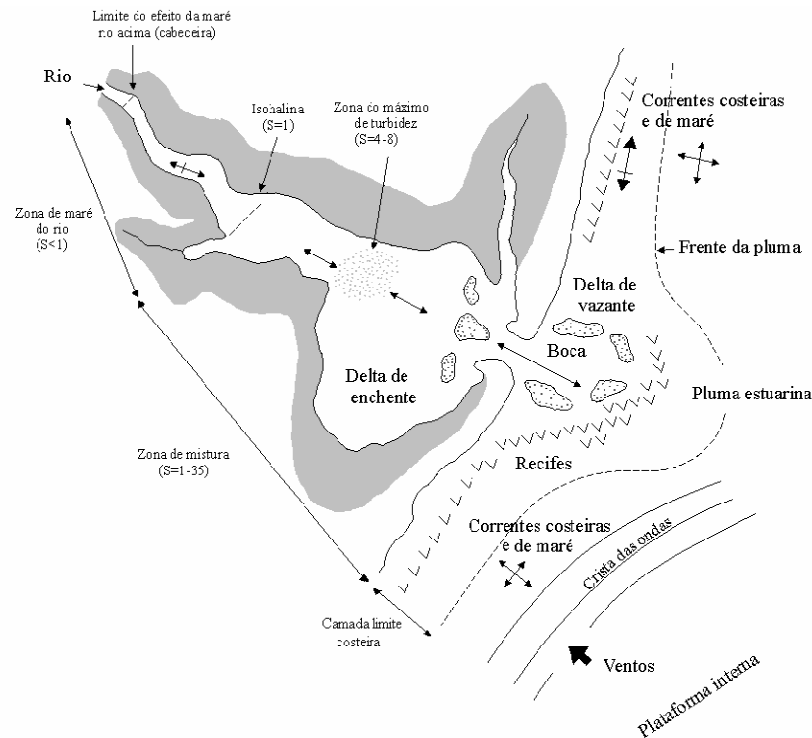 Limite do efeito da maré
rio acima (cabeceira)
Rio
Isohalina
(S=1)
Zona do máximo
de turbidez
(S=4-8)
Correntes costeiras
e de maré
Zona de maré
do rio
(S<1)
Frente da pluma
Delta de
vazante
Boca
Delta de
enchente
Pluma estuarina
Zona de mistura
(S=1-35)
Recifes
Correntes costeiras
e de maré
Crista das ondas
Camada limite
costeira
Ventos
Plataforma interna